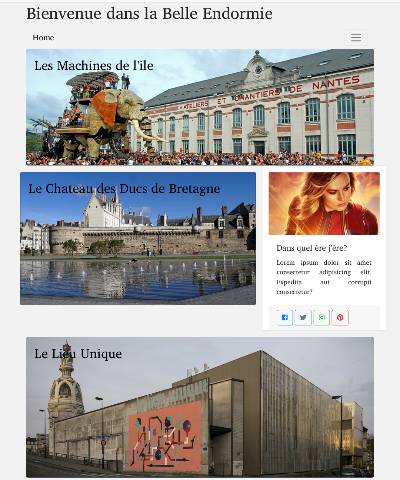 Bienvenue dans la Belle Endormie
Home
Les Machines de l'ile
ATELIERS ET CHANTIERS DE NANTES
Le Chateau des Ducs de Bretagne
Dans quel ère j'ère?
Lorem ipsum dolor sit amet
consectetur adipisicing elit.
Expedita aut corrupti
consectetur?
Le Lieu Unique